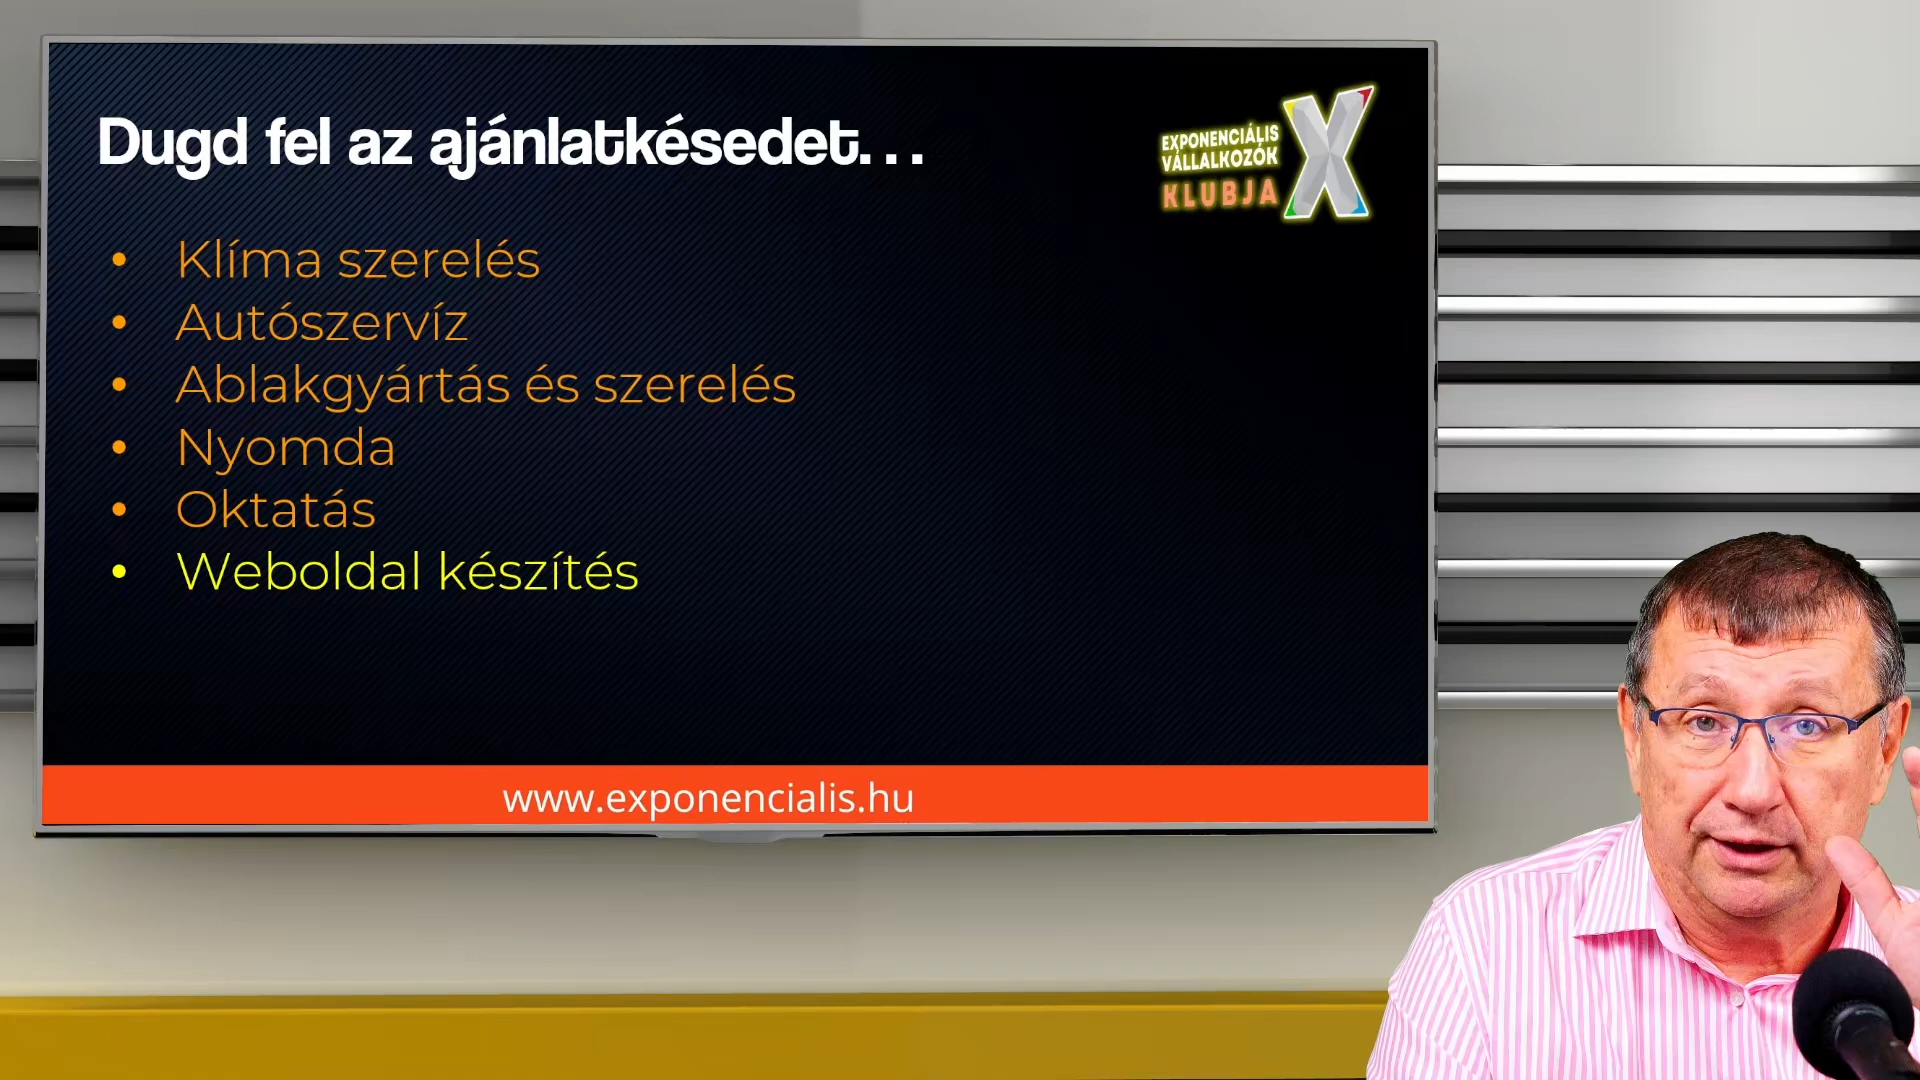 Dugd fel az ajánlatkésedet...
EXPONENCIÁLIS
VÁLLALKOZÓK
KLUBJA
X
• Klíma szerelés
• Autószervíz
• Ablakgyártás és szerelés
• Nyomda
• Oktatás
• Weboldal készítés
www.exponencialis.hu